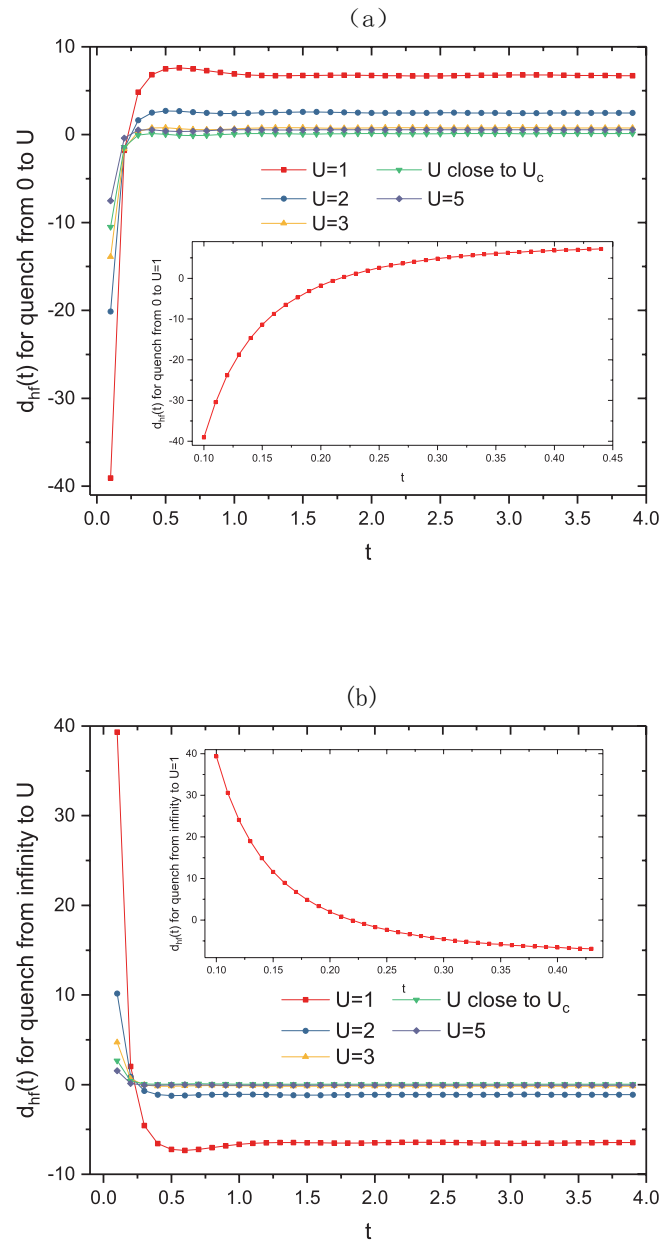 (a)
d_hf(t) for quench from 0 to U
10
0
-10
-20
-30
-40
0.0 0.5 1.0 1.5 2.0 2.5 3.0 3.5 4.0
t
U=1 U close to U_c
U=2 U=5
U=3
d_hf(t) for quench from 0 to U=1
0
-10
-20
-30
-40
0.10 0.15 0.20 0.25 0.30 0.35 0.40 0.45
t
(b)
d_hf(t) for quench from infinity to U
40
30
20
10
0
-10
0.0 0.5 1.0 1.5 2.0 2.5 3.0 3.5 4.0
t
d_hf(t) for quench from infinity to U=1
40
30
20
10
0
0.10 0.15 0.20 0.25 0.30 0.35 0.40
t
U=1 U close to U_c
U=2 U=5
U=3